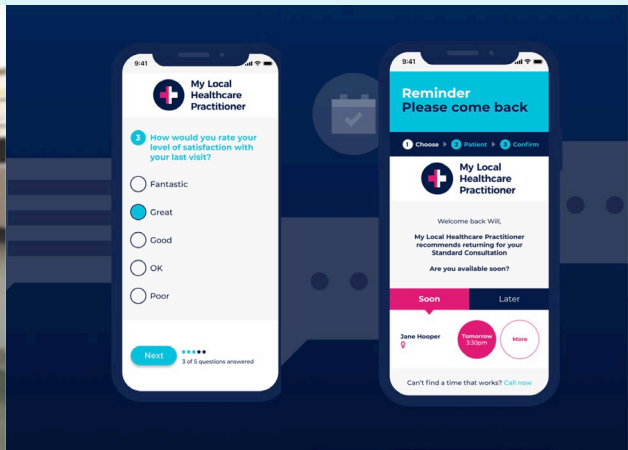 9:41
My Local
Healthcare
Practitioner
3 How would you rate your
level of satisfaction with
your last visit?
Fantastic
Great
Good
OK
Poor
Next
3 of 5 questions answered
9:41
Reminder
Please come back
1 Choose 2 Patient 3 Confirm
My Local
Healthcare
Practitioner
Welcome back Will,
My Local Healthcare Practitioner
recommends returning for your
Standard Consultation
Are you available soon?
Soon Later
Jane Hooper
Tomorrow
3:30pm
More
Can't find a time that works? Call now